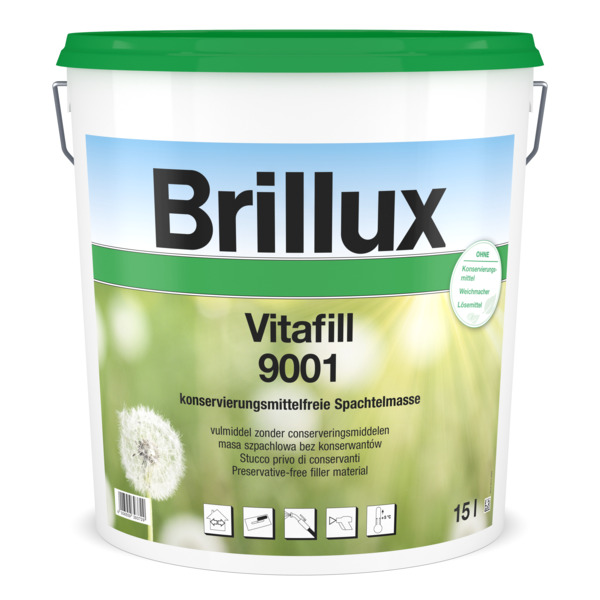 Brillux
OHNE
Konservierungs-
mittel
Weichmacher
Lösemittel
Vitafill
9001
konservierungsmittelfreie Spachtelmasse
vulmiddel zonder conserveringsmiddelen
masa szpachlowa bez konserwantów
Stucco privo di conservanti
Preservative-free filler material
+5 °C
15 l